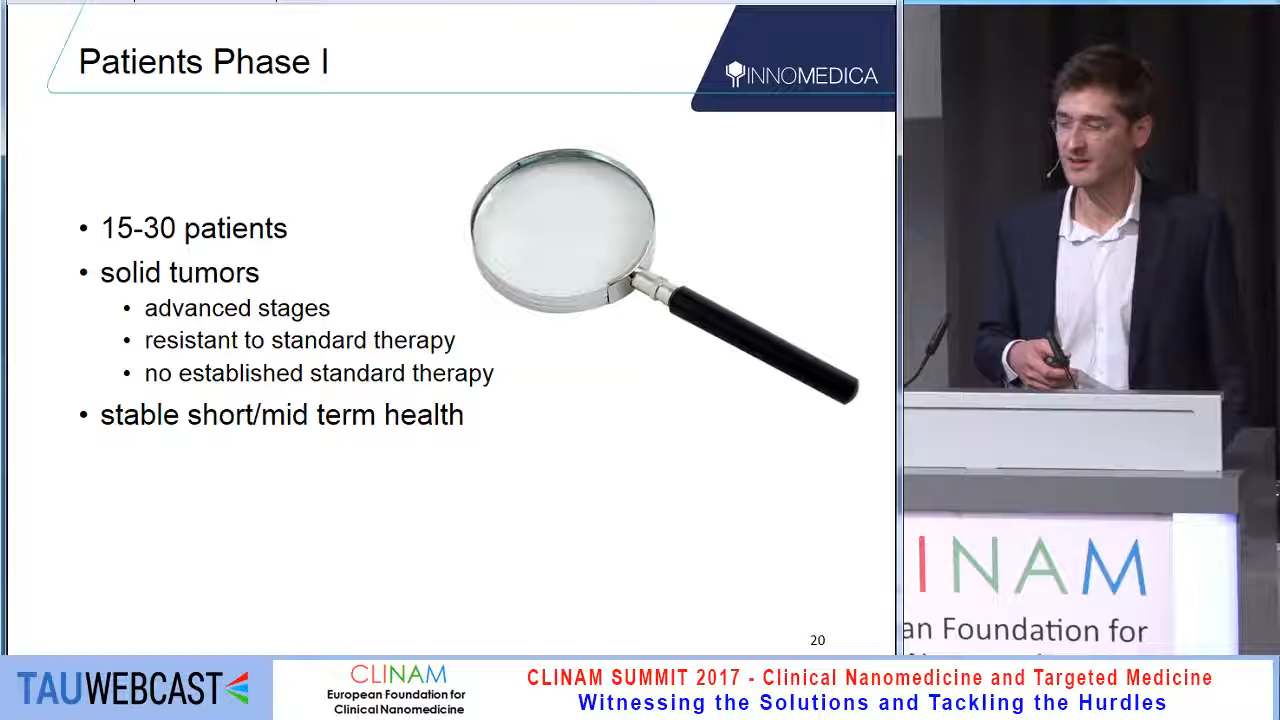 Patients Phase I
INNOMEDICA
• 15-30 patients
• solid tumors
• advanced stages
• resistant to standard therapy
• no established standard therapy
• stable short/mid term health
20
INAM
an Foundation for
TAUWEBCAST
CLINAM
European Foundation for
Clinical Nanomedicine
CLINAM SUMMIT 2017 - Clinical Nanomedicine and Targeted Medicine
Witnessing the Solutions and Tackling the Hurdles